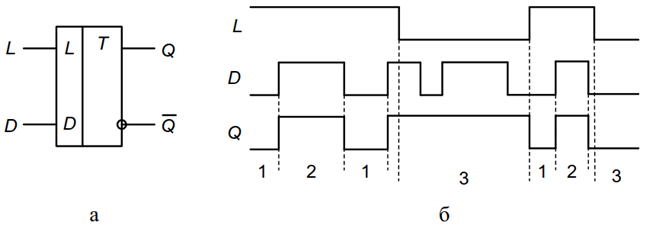 L L T Q
D D Q̅
а
L
D
Q
1 2 1 3 1 2 3
б